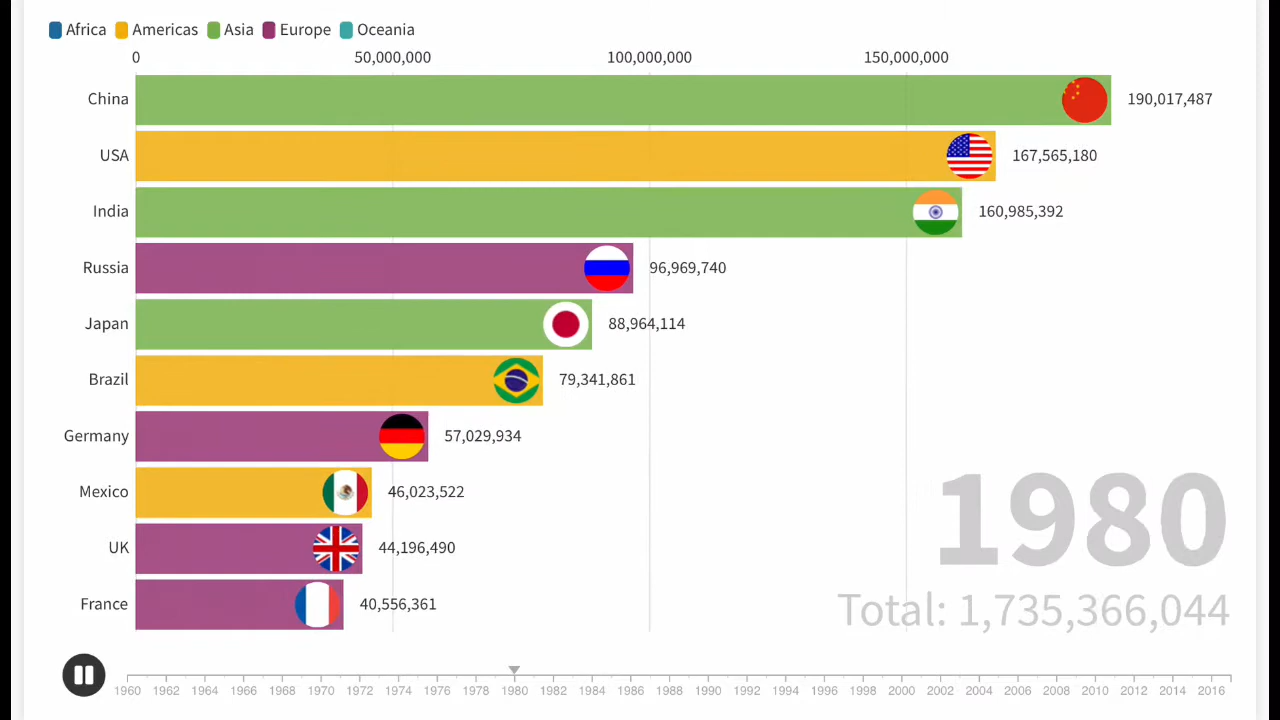 Africa Americas Asia Europe Oceania
0 50,000,000 100,000,000 150,000,000
China 190,017,487
USA 167,565,180
India 160,985,392
Russia 96,969,740
Japan 88,964,114
Brazil 79,341,861
Germany 57,029,934
Mexico 46,023,522
UK 44,196,490
France 40,556,361
1980
Total: 1,735,366,044
1960 1962 1964 1966 1968 1970 1972 1974 1976 1978 1980 1982 1984 1986 1988 1990 1992 1994 1996 1998 2000 2002 2004 2006 2008 2010 2012 2014 2016